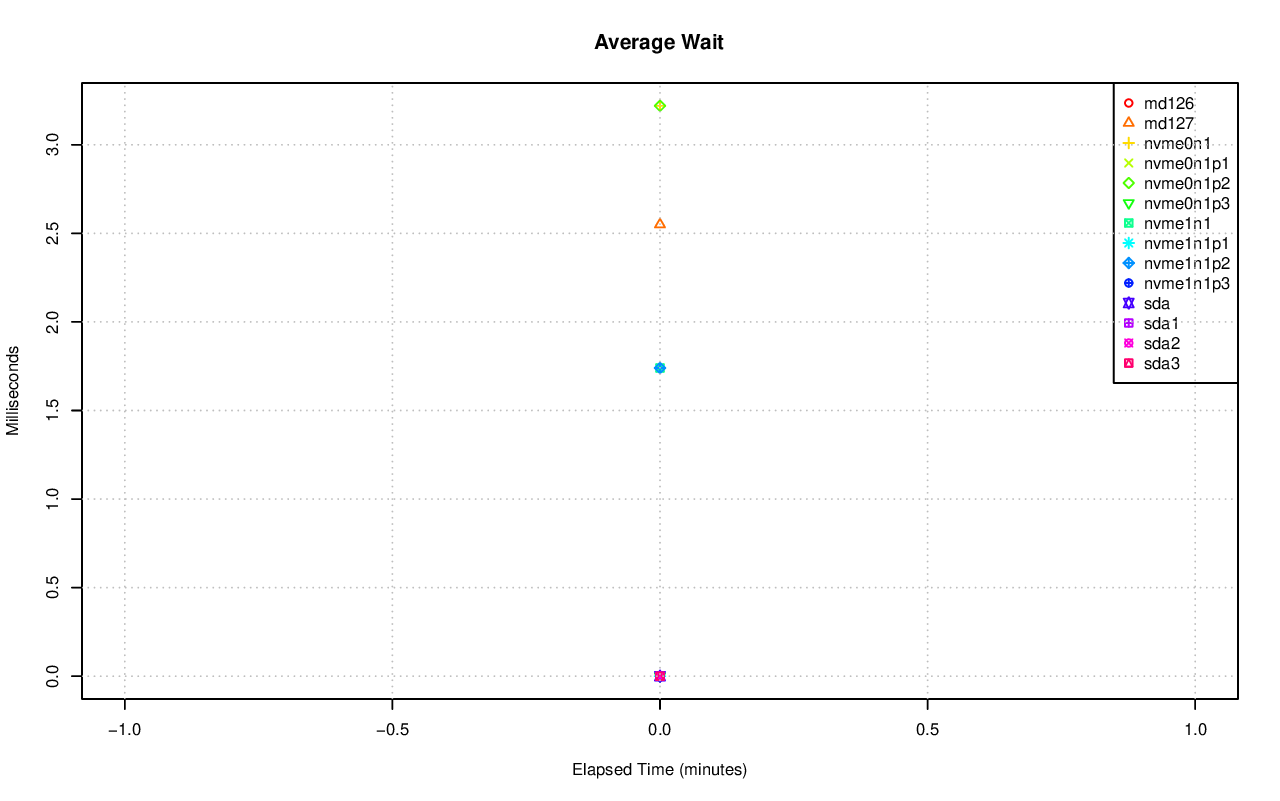 Average Wait
md126
md127
nvme0n1
nvme0n1p1
nvme0n1p2
nvme0n1p3
nvme1n1
nvme1n1p1
nvme1n1p2
nvme1n1p3
sda
sda1
sda2
sda3
Milliseconds
3.0
2.5
2.0
1.5
1.0
0.5
0.0
−1.0 −0.5 0.0 0.5 1.0
Elapsed Time (minutes)